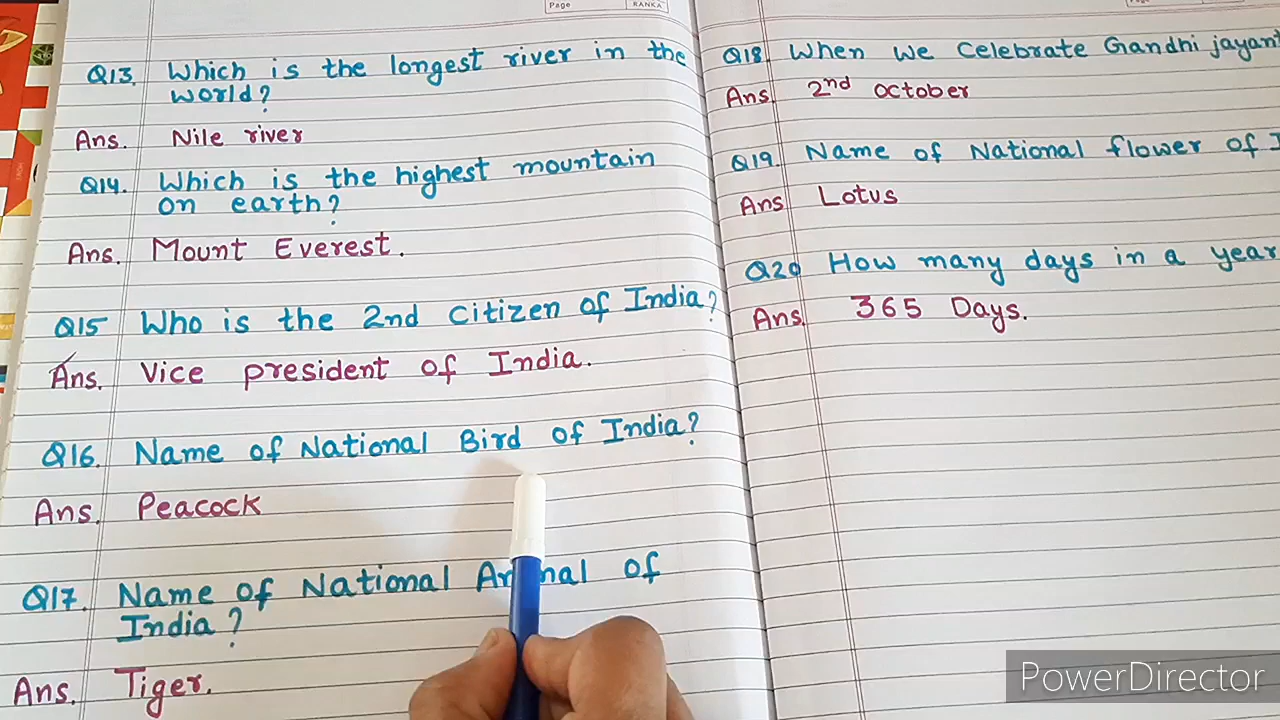 Page
RANKA
Q13. Which is the longest river in the
world?
Ans. Nile river
Q14. Which is the highest mountain
on earth?
Ans. Mount Everest.
Q15 Who is the 2nd citizen of India?
Ans. Vice president of India.
Q16. Name of National Bird of India?
Ans. Peacock
Q17. Name of National of
India?
Ans. Tiger.
Q18. When we celebrate Gandhi jayant
Ans. 2nd october
Q19. Name of National flower of I
Ans Lotus
Q20 How many days in a year
Ans. 365 Days.
PowerDirector